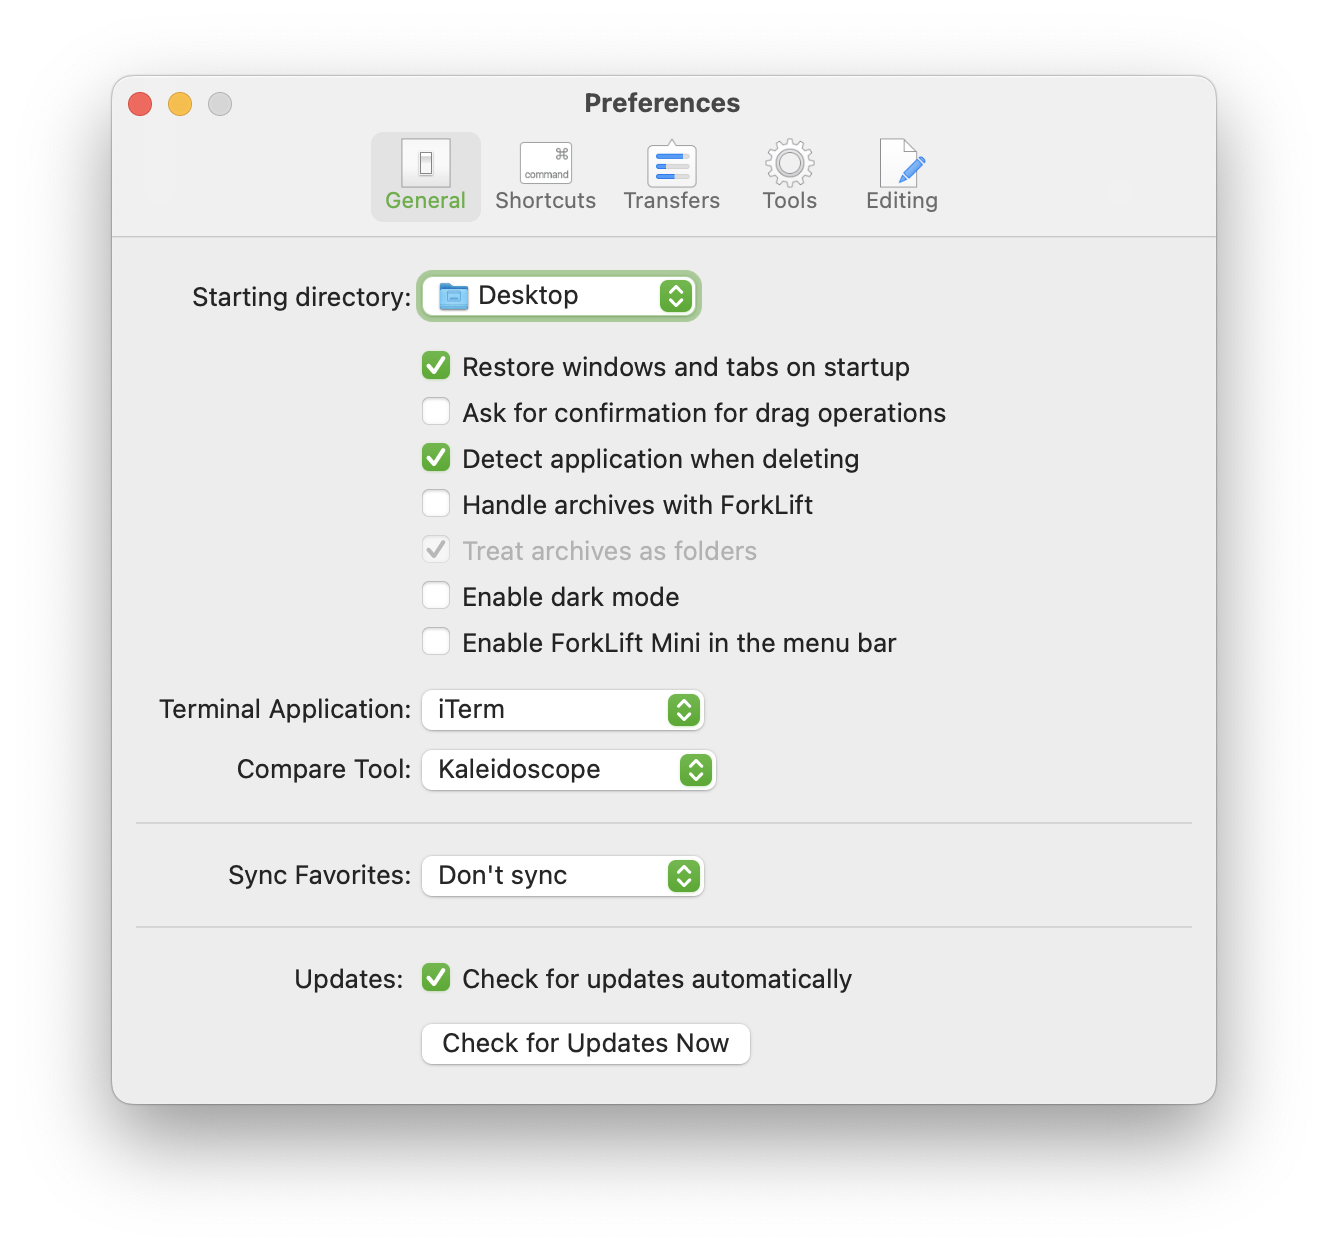 Preferences
⌘
command
General Shortcuts Transfers Tools Editing
Starting directory: Desktop
Restore windows and tabs on startup
Ask for confirmation for drag operations
Detect application when deleting
Handle archives with ForkLift
Treat archives as folders
Enable dark mode
Enable ForkLift Mini in the menu bar
Terminal Application: iTerm
Compare Tool: Kaleidoscope
Sync Favorites: Don't sync
Updates: Check for updates automatically
Check for Updates Now